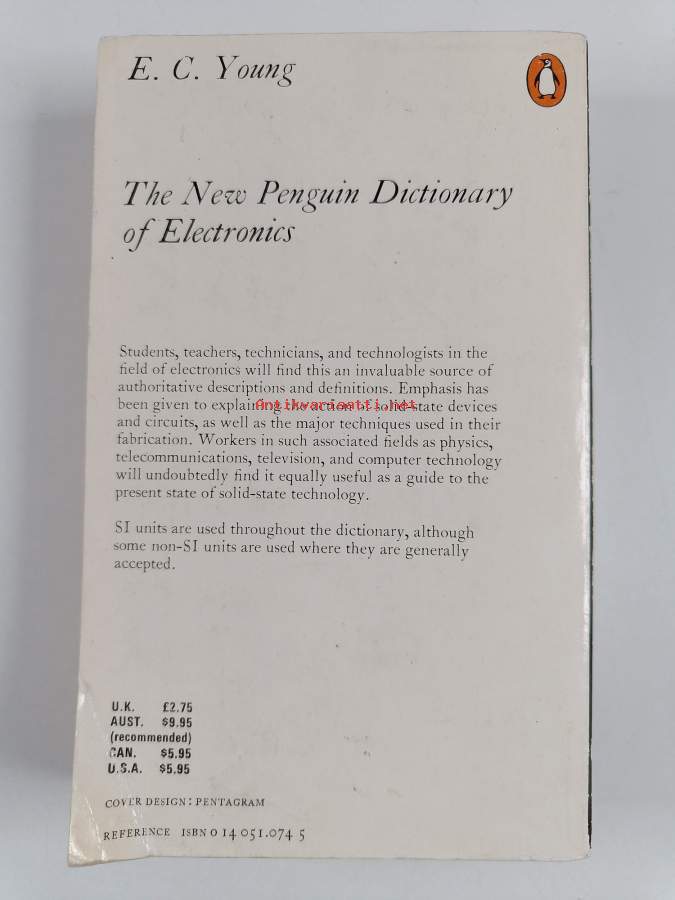 E. C. Young
The New Penguin Dictionary
of Electronics
Students, teachers, technicians, and technologists in the
field of electronics will find this an invaluable source of
authoritative descriptions and definitions. Emphasis has
been given to explaining the action of solid-state devices
Antikvariaatti.net
and circuits, as well as the major techniques used in their
fabrication. Workers in such associated fields as physics,
telecommunications, television, and computer technology
will undoubtedly find it equally useful as a guide to the
present state of solid-state technology.
SI units are used throughout the dictionary, although
some non-SI units are used where they are generally
accepted.
U.K. £2.75
AUST. $9.95
(recommended)
CAN. $5.95
U.S.A. $5.95
COVER DESIGN: PENTAGRAM
REFERENCE ISBN 0 14 051.074 5